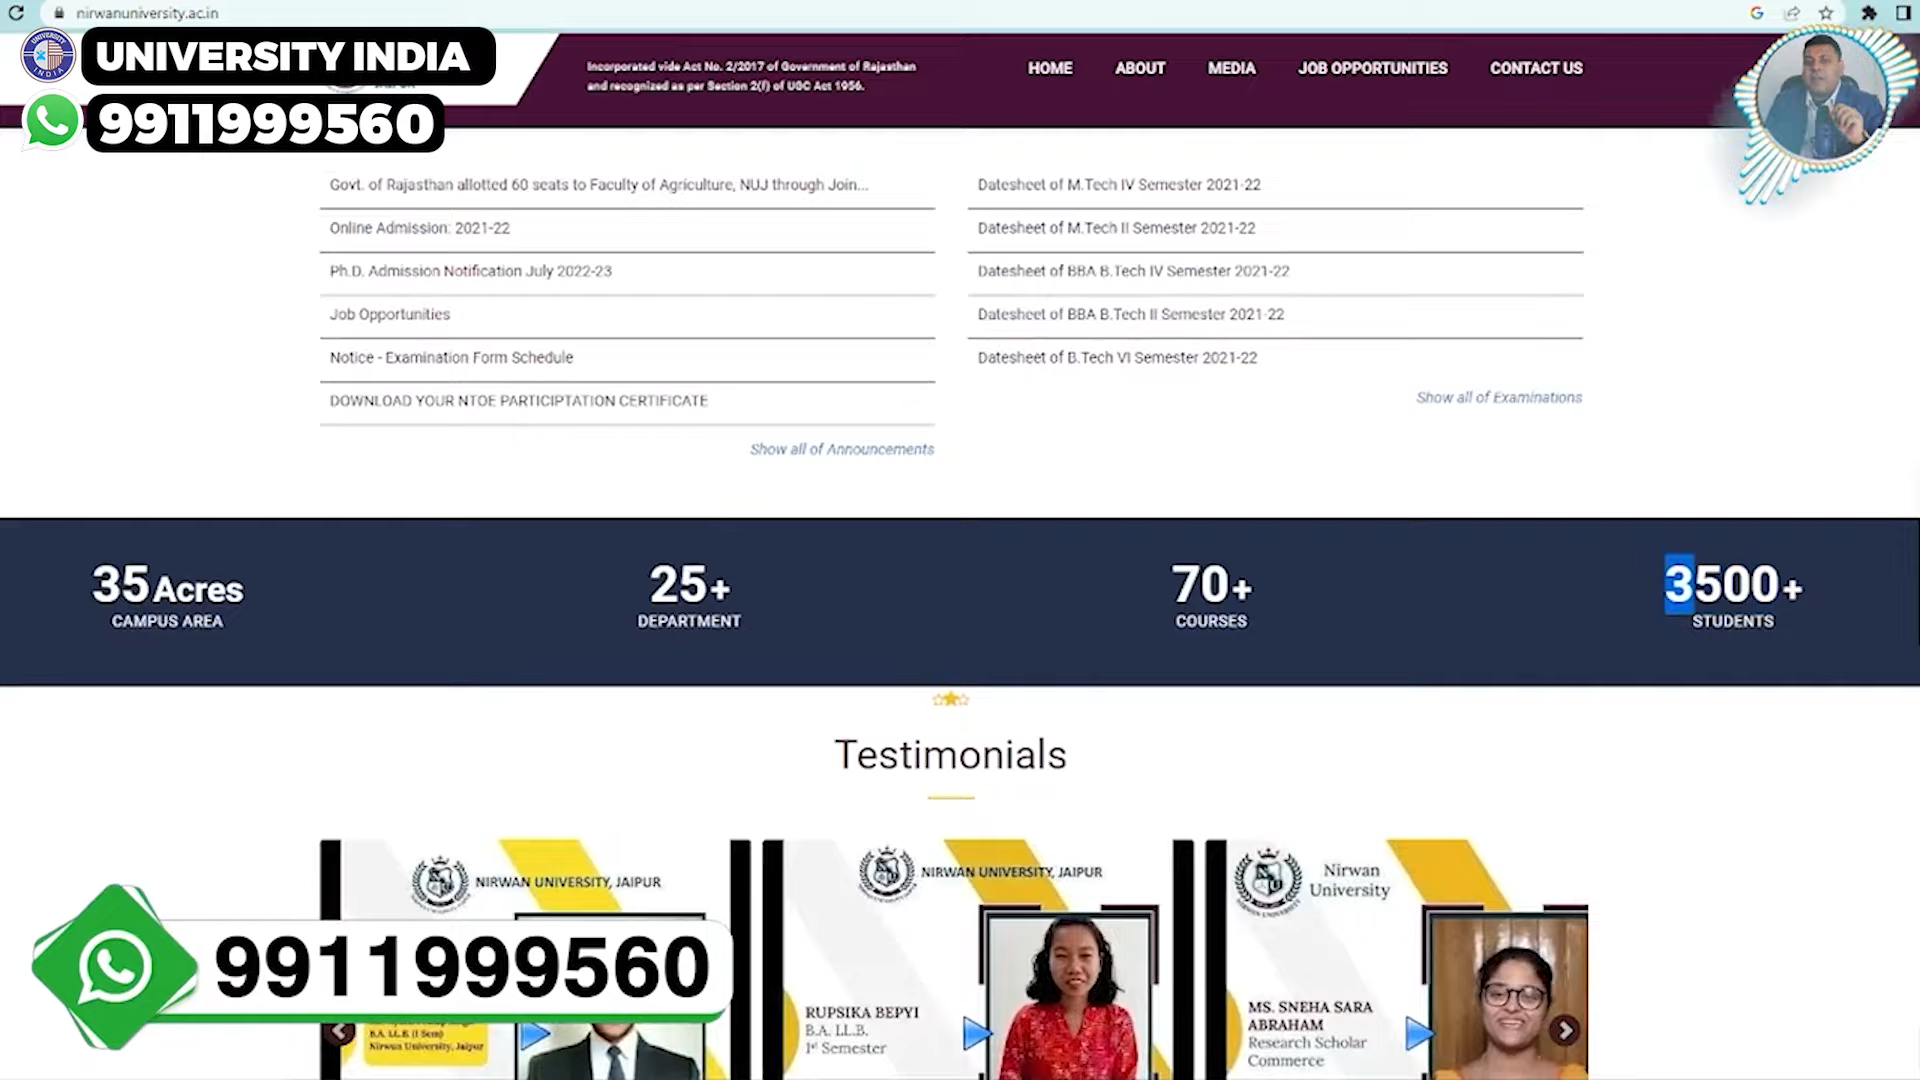 nirwanuniversity.ac.in
UNIVERSITY INDIA
9911999560
Incorporated vide Act No. 2/2017 of Government of Rajasthan
and recognized as per Section 2(f) of UGC Act 1956.
HOME
ABOUT
MEDIA
JOB OPPORTUNITIES
CONTACT US
Govt. of Rajasthan allotted 60 seats to Faculty of Agriculture, NUJ through Join...
Online Admission: 2021-22
Ph.D. Admission Notification July 2022-23
Job Opportunities
Notice - Examination Form Schedule
DOWNLOAD YOUR NTOE PARTICIPTATION CERTIFICATE
Show all of Announcements
Datesheet of M.Tech IV Semester 2021-22
Datesheet of M.Tech II Semester 2021-22
Datesheet of BBA B.Tech IV Semester 2021-22
Datesheet of BBA B.Tech II Semester 2021-22
Datesheet of B.Tech VI Semester 2021-22
Show all of Examinations
35 Acres
CAMPUS AREA
25+
DEPARTMENT
70+
COURSES
3500+
STUDENTS
Testimonials
NIRWAN UNIVERSITY, JAIPUR
9911999560
B.A. LL.B (I Sem)
Nirwan University, Jaipur
NIRWAN UNIVERSITY, JAIPUR
RUPSIKA BEPYI
B.A. LL.B.
1st Semester
Nirwan
University
MS. SNEHA SARA
ABRAHAM
Research Scholar
Commerce